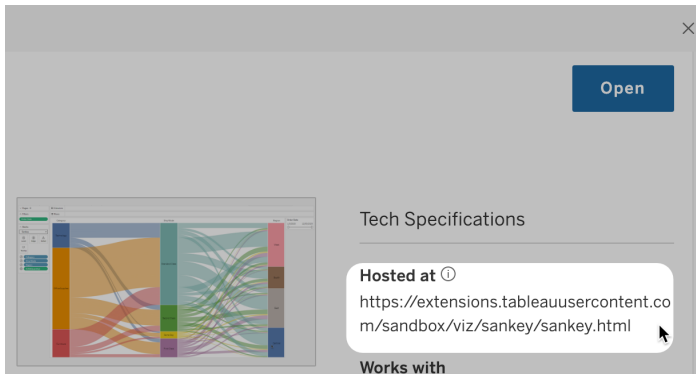 Open
Tech Specifications
Hosted at
https://extensions.tableauusercontent.co
m/sandbox/viz/sankey/sankey.html
Works with